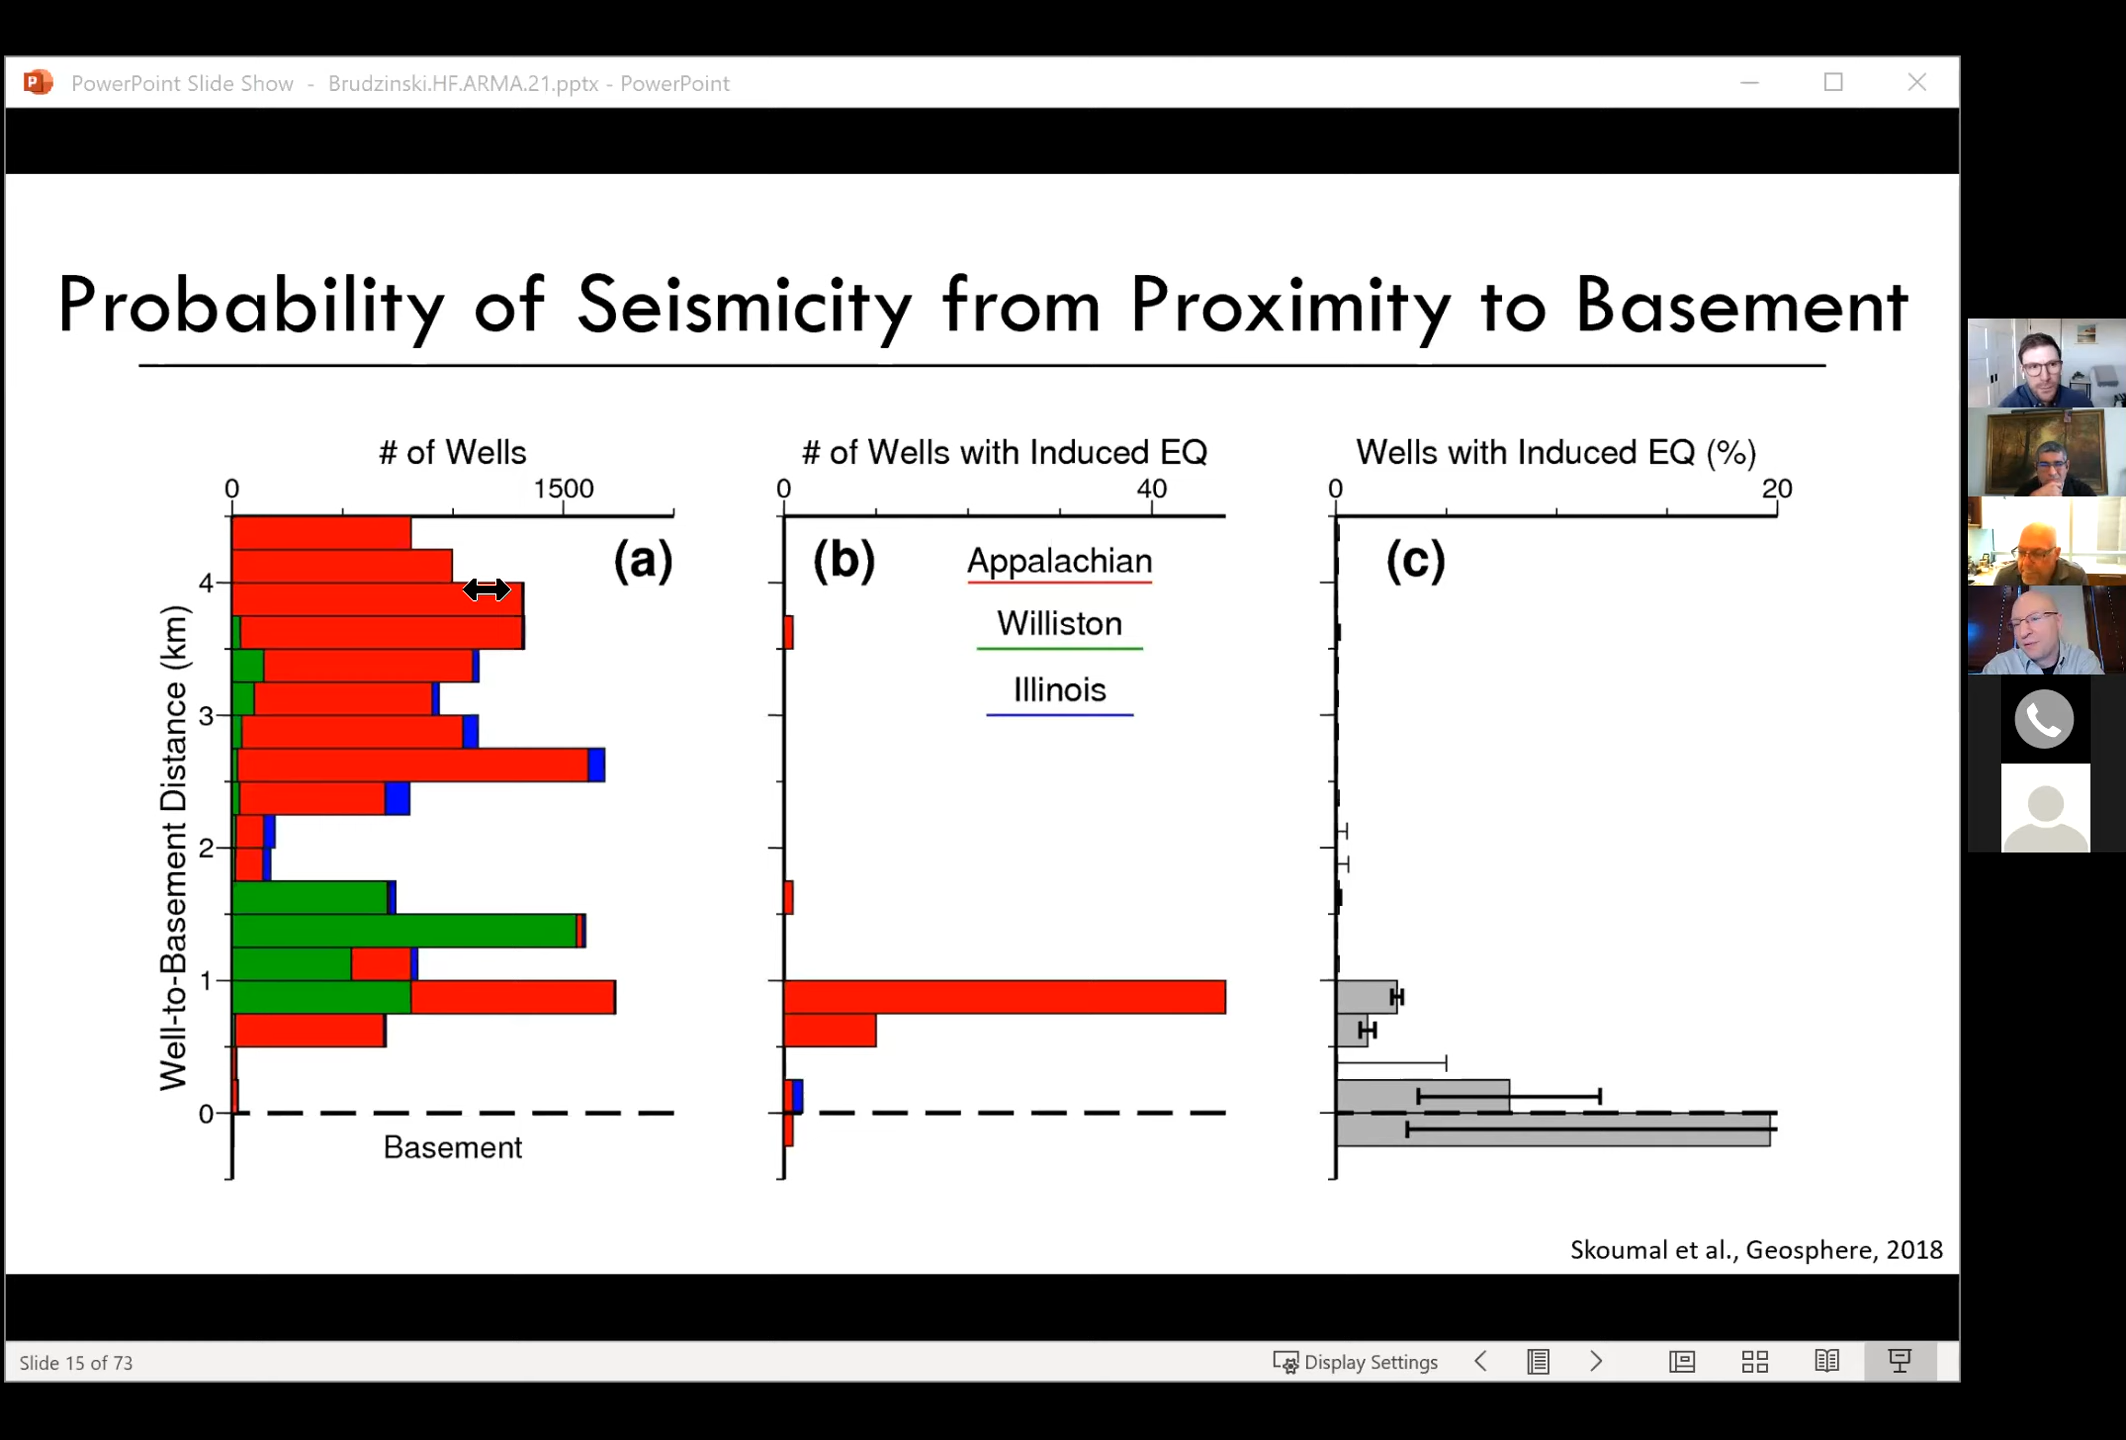 PowerPoint Slide Show - Brudzinski.HF.ARMA.21.pptx - PowerPoint
Probability of Seismicity from Proximity to Basement
# of Wells
0 1500
(a)
Well-to-Basement Distance (km)
4
3
2
1
0
Basement
# of Wells with Induced EQ
0 40
(b)
Appalachian
Williston
Illinois
Wells with Induced EQ (%)
0 20
(c)
Skoumal et al., Geosphere, 2018
Slide 15 of 73
Display Settings